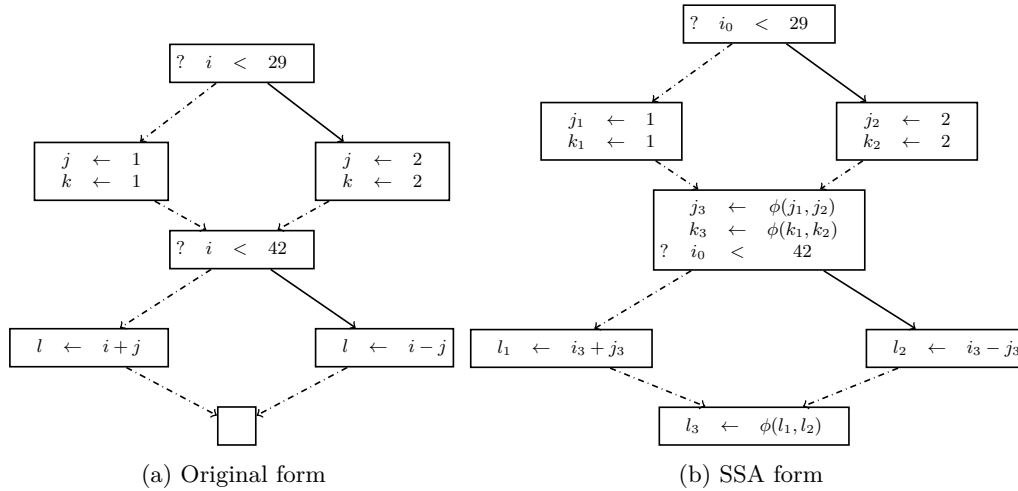 ? i < 29
j ← 1
k ← 1
j ← 2
k ← 2
? i < 42
l ← i + j
l ← i − j
(a) Original form
? i₀ < 29
j₁ ← 1
k₁ ← 1
j₂ ← 2
k₂ ← 2
j₃ ← ϕ(j₁, j₂)
k₃ ← ϕ(k₁, k₂)
? i₀ < 42
l₁ ← i₃ + j₃
l₂ ← i₃ − j₃
l₃ ← ϕ(l₁, l₂)
(b) SSA form